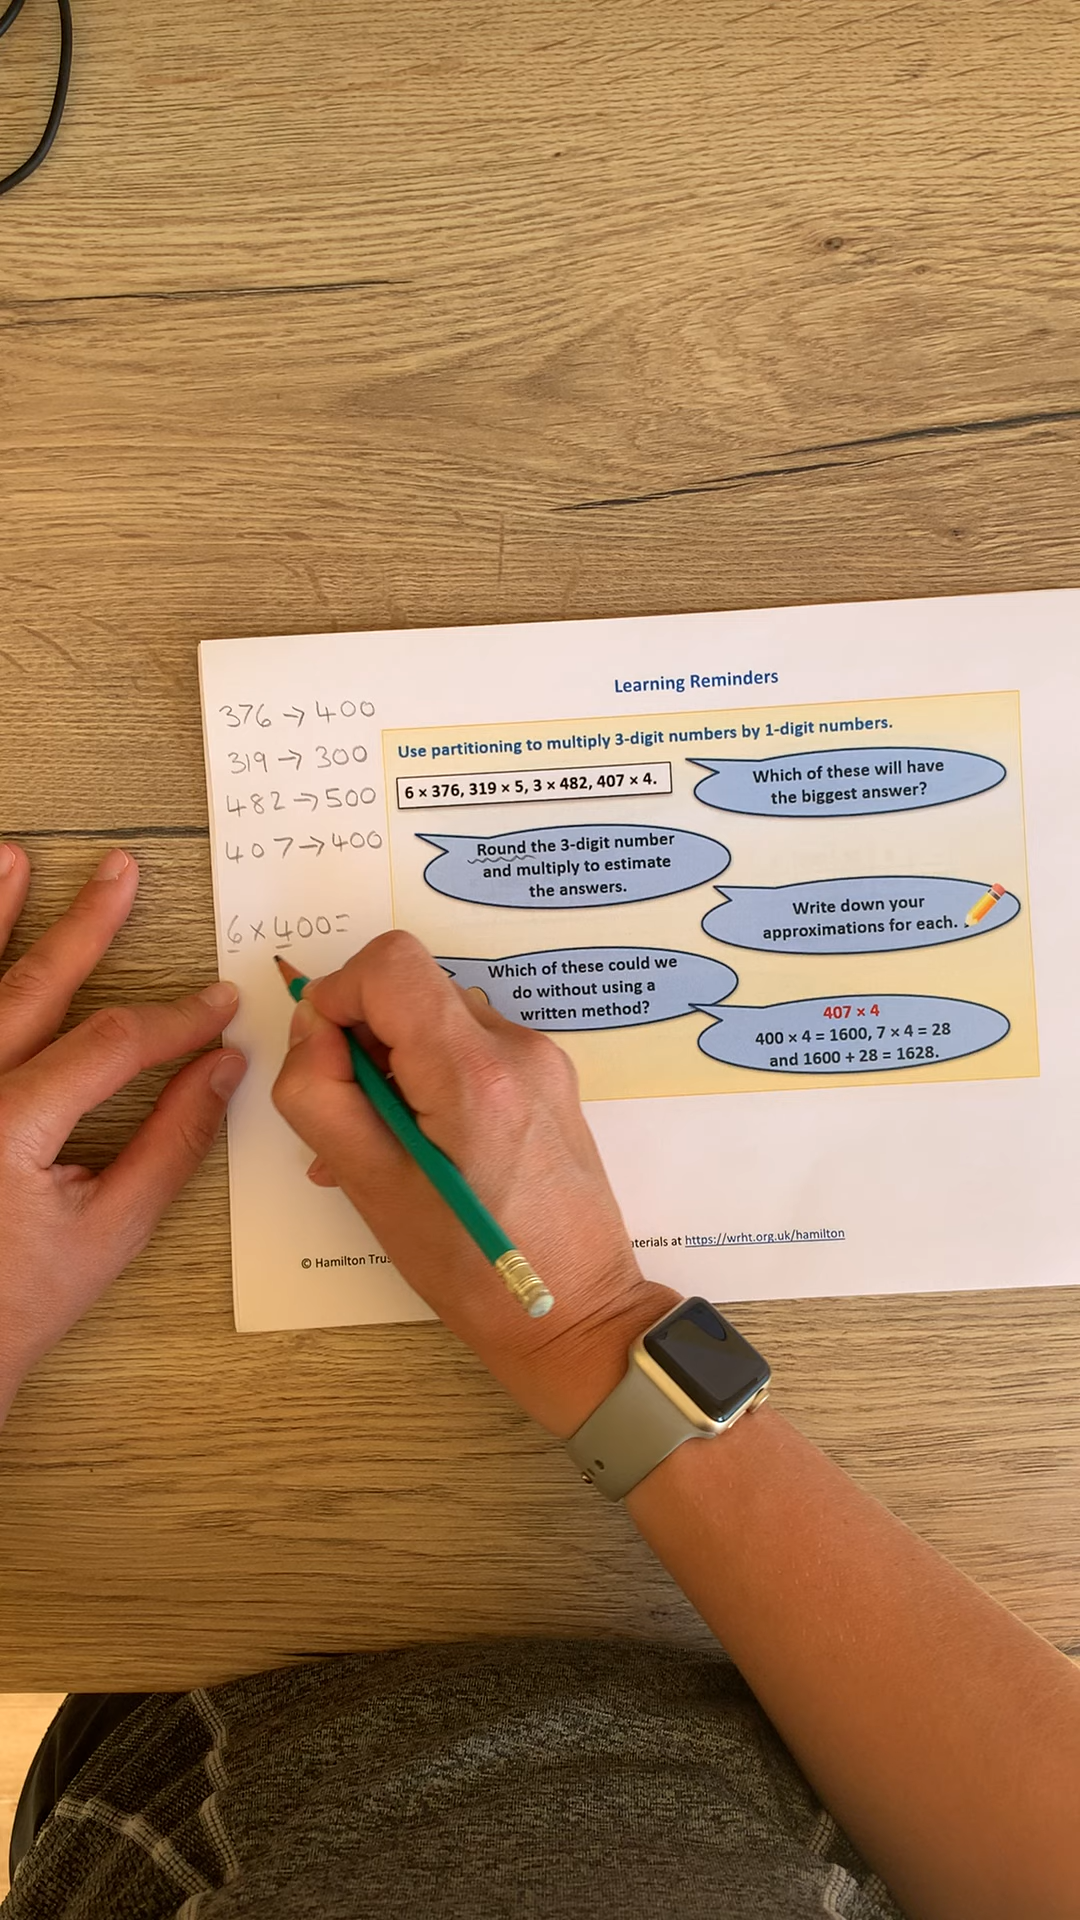 Learning Reminders
376 → 400
319 → 300
482 → 500
407 → 400
6 × 400 =
Use partitioning to multiply 3-digit numbers by 1-digit numbers.
6 × 376, 319 × 5, 3 × 482, 407 × 4.
Which of these will have
the biggest answer?
Round the 3-digit number
and multiply to estimate
the answers.
Write down your
approximations for each.
Which of these could we
do without using a
written method?
407 × 4
400 × 4 = 1600, 7 × 4 = 28
and 1600 + 28 = 1628.
© Hamilton
at https://wrht.org.uk/hamilton